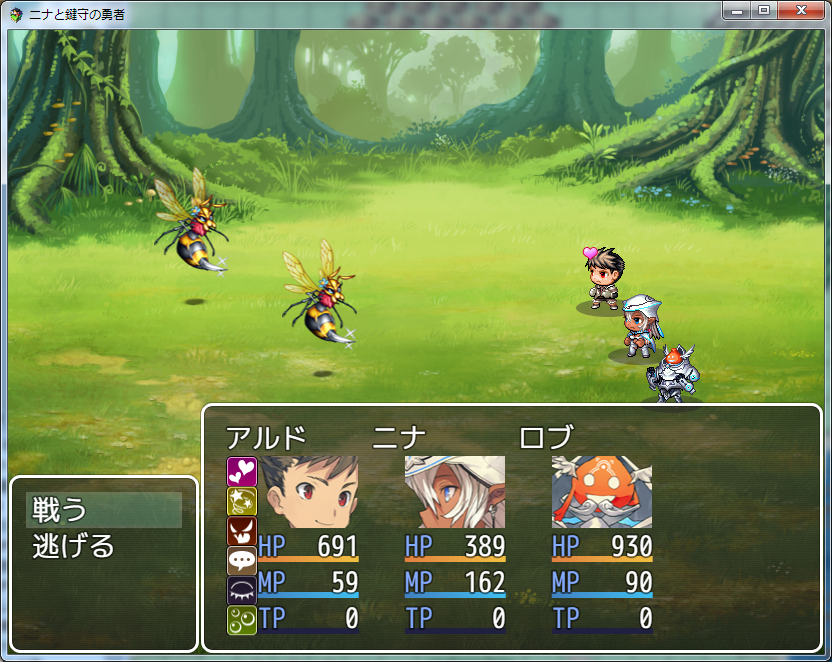 ニナと鍵守の勇者
アルド ニナ ロブ
戦う
逃げる
HP 691 HP 389 HP 930
MP 59 MP 162 MP 90
TP 0 TP 0 TP 0